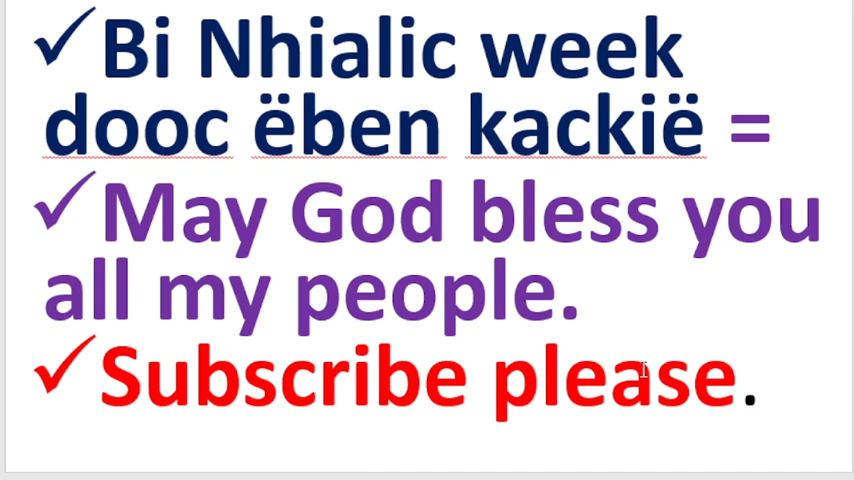 ✓Bi Nhialic week
dooc ëben kackië =
✓May God bless you
all my people.
✓Subscribe please.